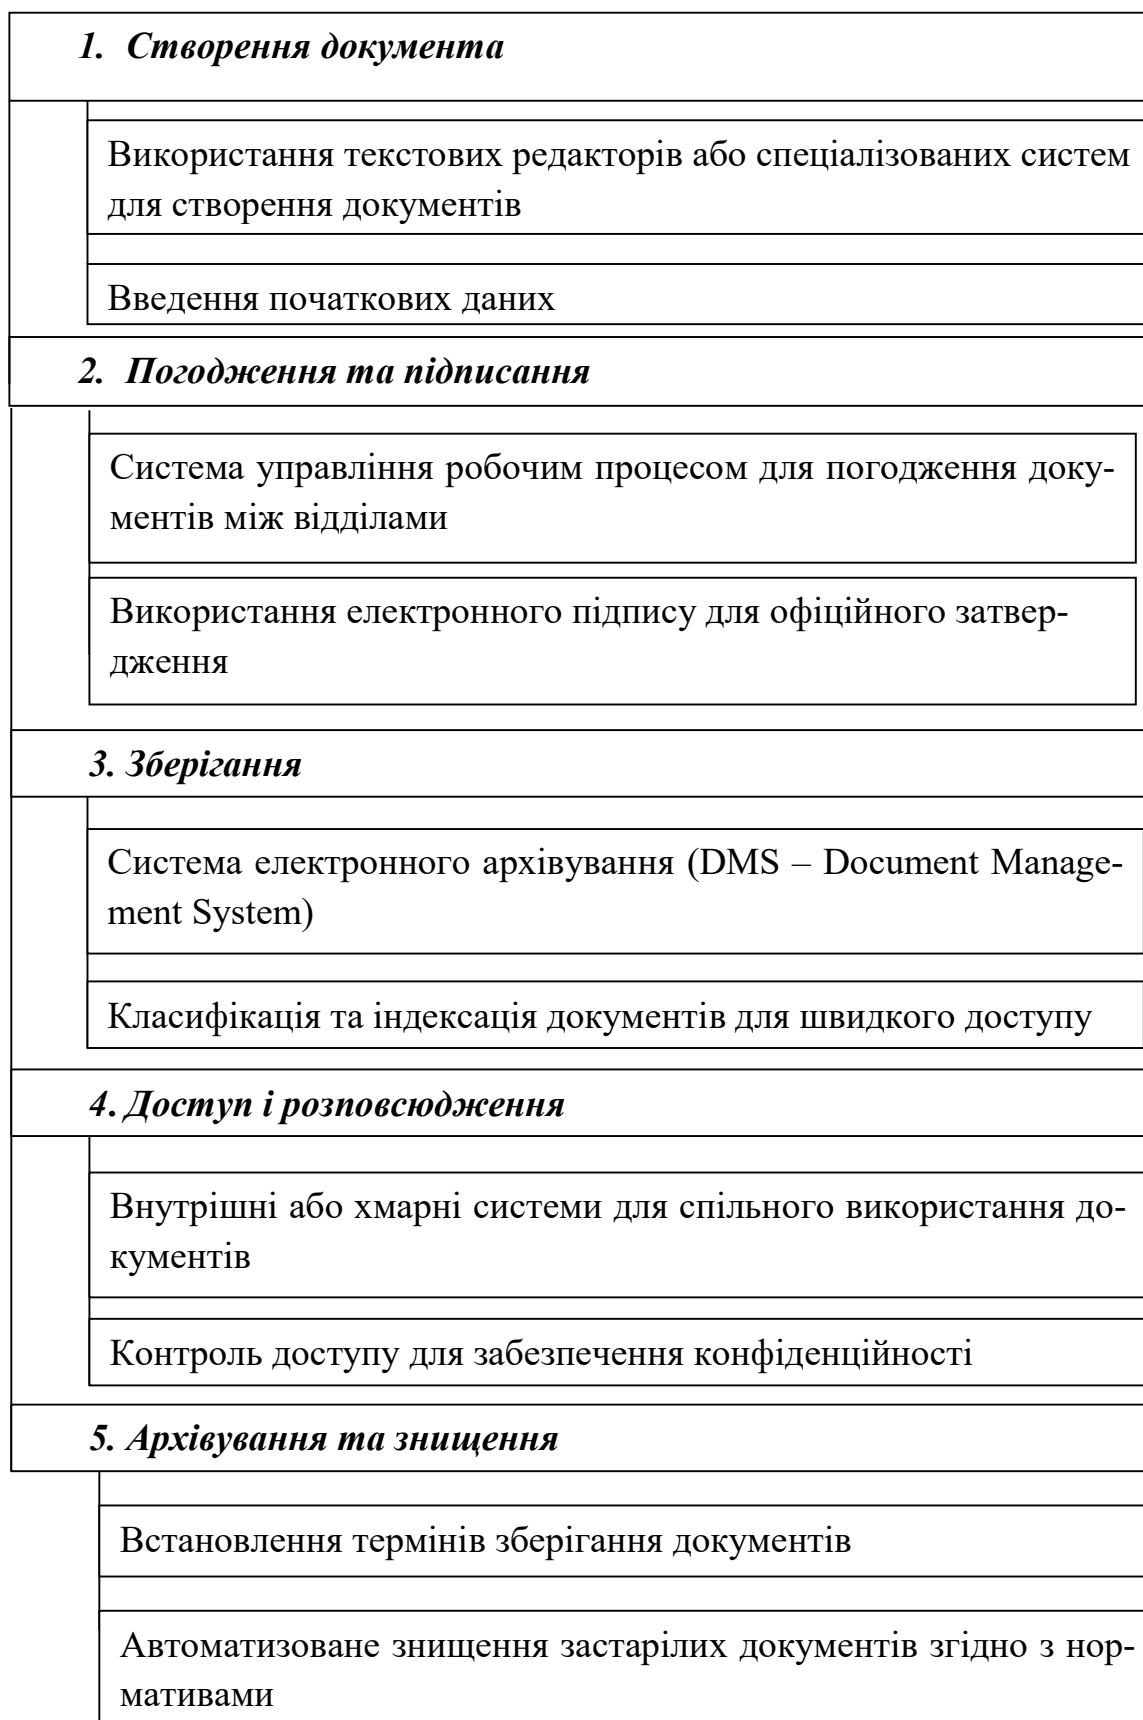 1. Створення документа
Використання текстових редакторів або спеціалізованих систем
для створення документів
Введення початкових даних
2. Погодження та підписання
Система управління робочим процесом для погодження доку-
ментів між відділами
Використання електронного підпису для офіційного затвер-
дження
3. Зберігання
Система електронного архівування (DMS – Document Manage-
ment System)
Класифікація та індексація документів для швидкого доступу
4. Доступ і розповсюдження
Внутрішні або хмарні системи для спільного використання до-
кументів
Контроль доступу для забезпечення конфіденційності
5. Архівування та знищення
Встановлення термінів зберігання документів
Автоматизоване знищення застарілих документів згідно з нор-
мативами